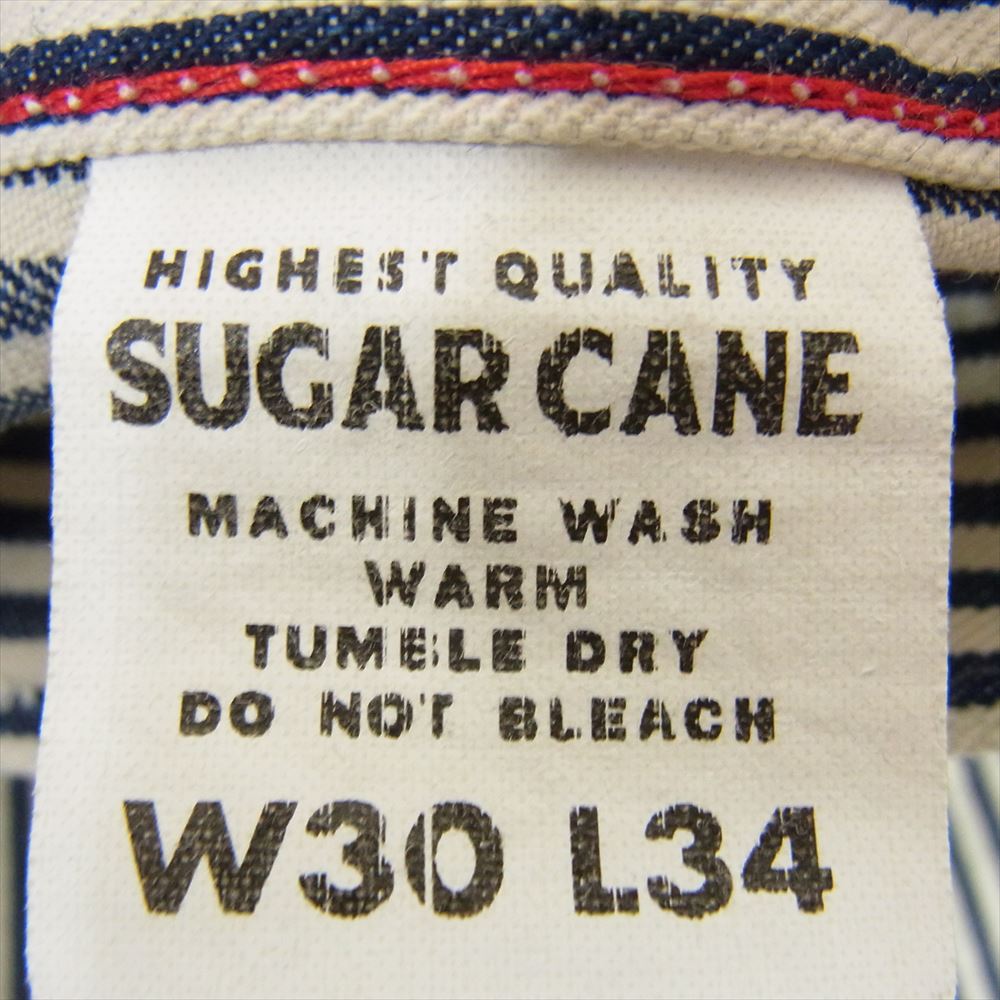 HIGHEST QUALITY
SUGAR CANE
MACHINE WASH
WARM
TUMBLE DRY
DO NOT BLEACH
W30 L34